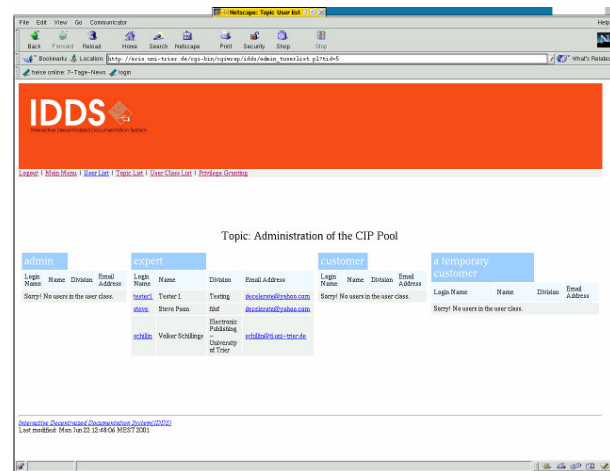 Netscape: Topic User list
File Edit View Go Communicator Help
Back Forward Reload Home Search Netscape Print Security Shop Stop
Bookmarks Location: http://eris.uni-trier.de/cgi-bin/cgiwrap/idds/admin_tuserlist.pl?tid=5 What's Related
heise online: 7-Tage-News login
IDDS
Interactive Decentralized Documentation System
Logout | Main Menu | User List | Topic List | User Class List | Privilege Granting
Topic: Administration of the CIP Pool
admin
Login Name Name Division Email Address
Sorry! No users in the user class.
expert
Login Name Name Division Email Address
tester1 Tester 1 Testing decelerate@yahoo.com
steve Steve Poon decelerate@yahoo.com
schillin Volker Schillings Electronic Publishing – University of Trier schillin@ti.uni-trier.de
customer
Login Name Name Division Email Address
Sorry! No users in the user class.
a temporary customer
Login Name Name Division Email Address
Sorry! No users in the user class.
Interactive Decentralized Documentation System(IDDS)
Last modified: Mon Jun 22 12:48:06 MEST 2001